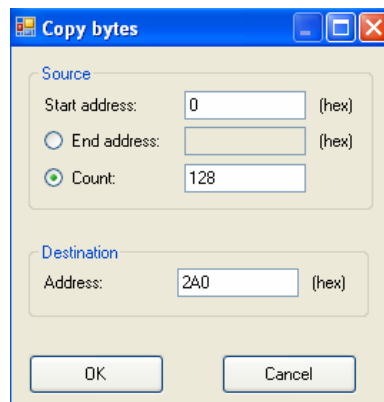 Copy bytes
Source
Start address: 0 (hex)
End address: (hex)
Count: 128
Destination
Address: 2A0 (hex)
OK Cancel